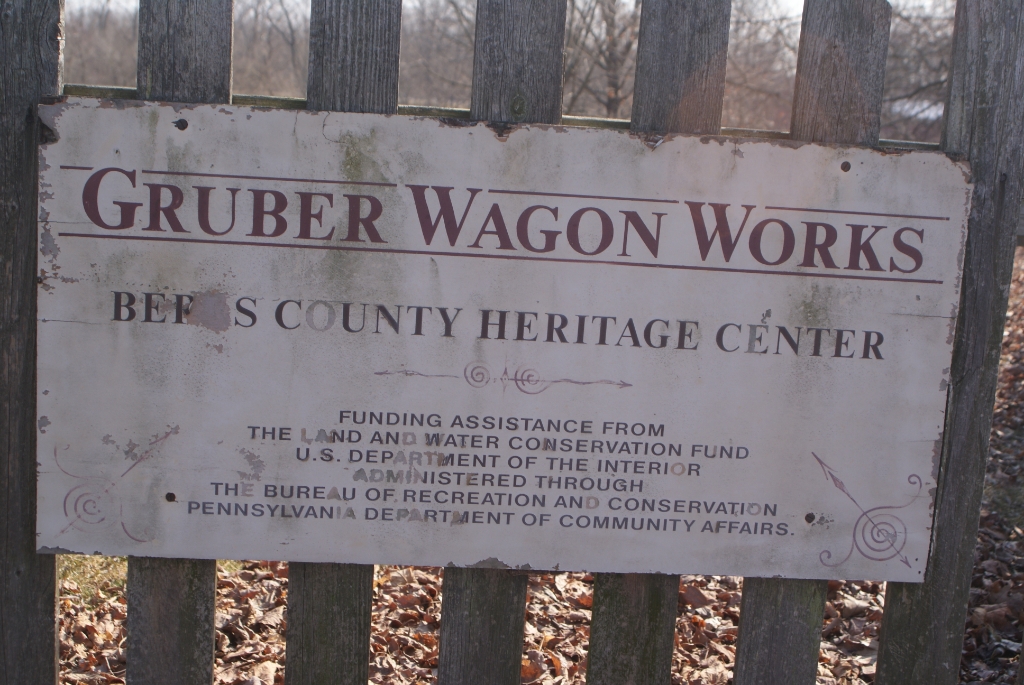 GRUBER WAGON WORKS
BERKS COUNTY HERITAGE CENTER
FUNDING ASSISTANCE FROM
THE LAND AND WATER CONSERVATION FUND
U.S. DEPARTMENT OF THE INTERIOR
ADMINISTERED THROUGH
THE BUREAU OF RECREATION AND CONSERVATION
PENNSYLVANIA DEPARTMENT OF COMMUNITY AFFAIRS.